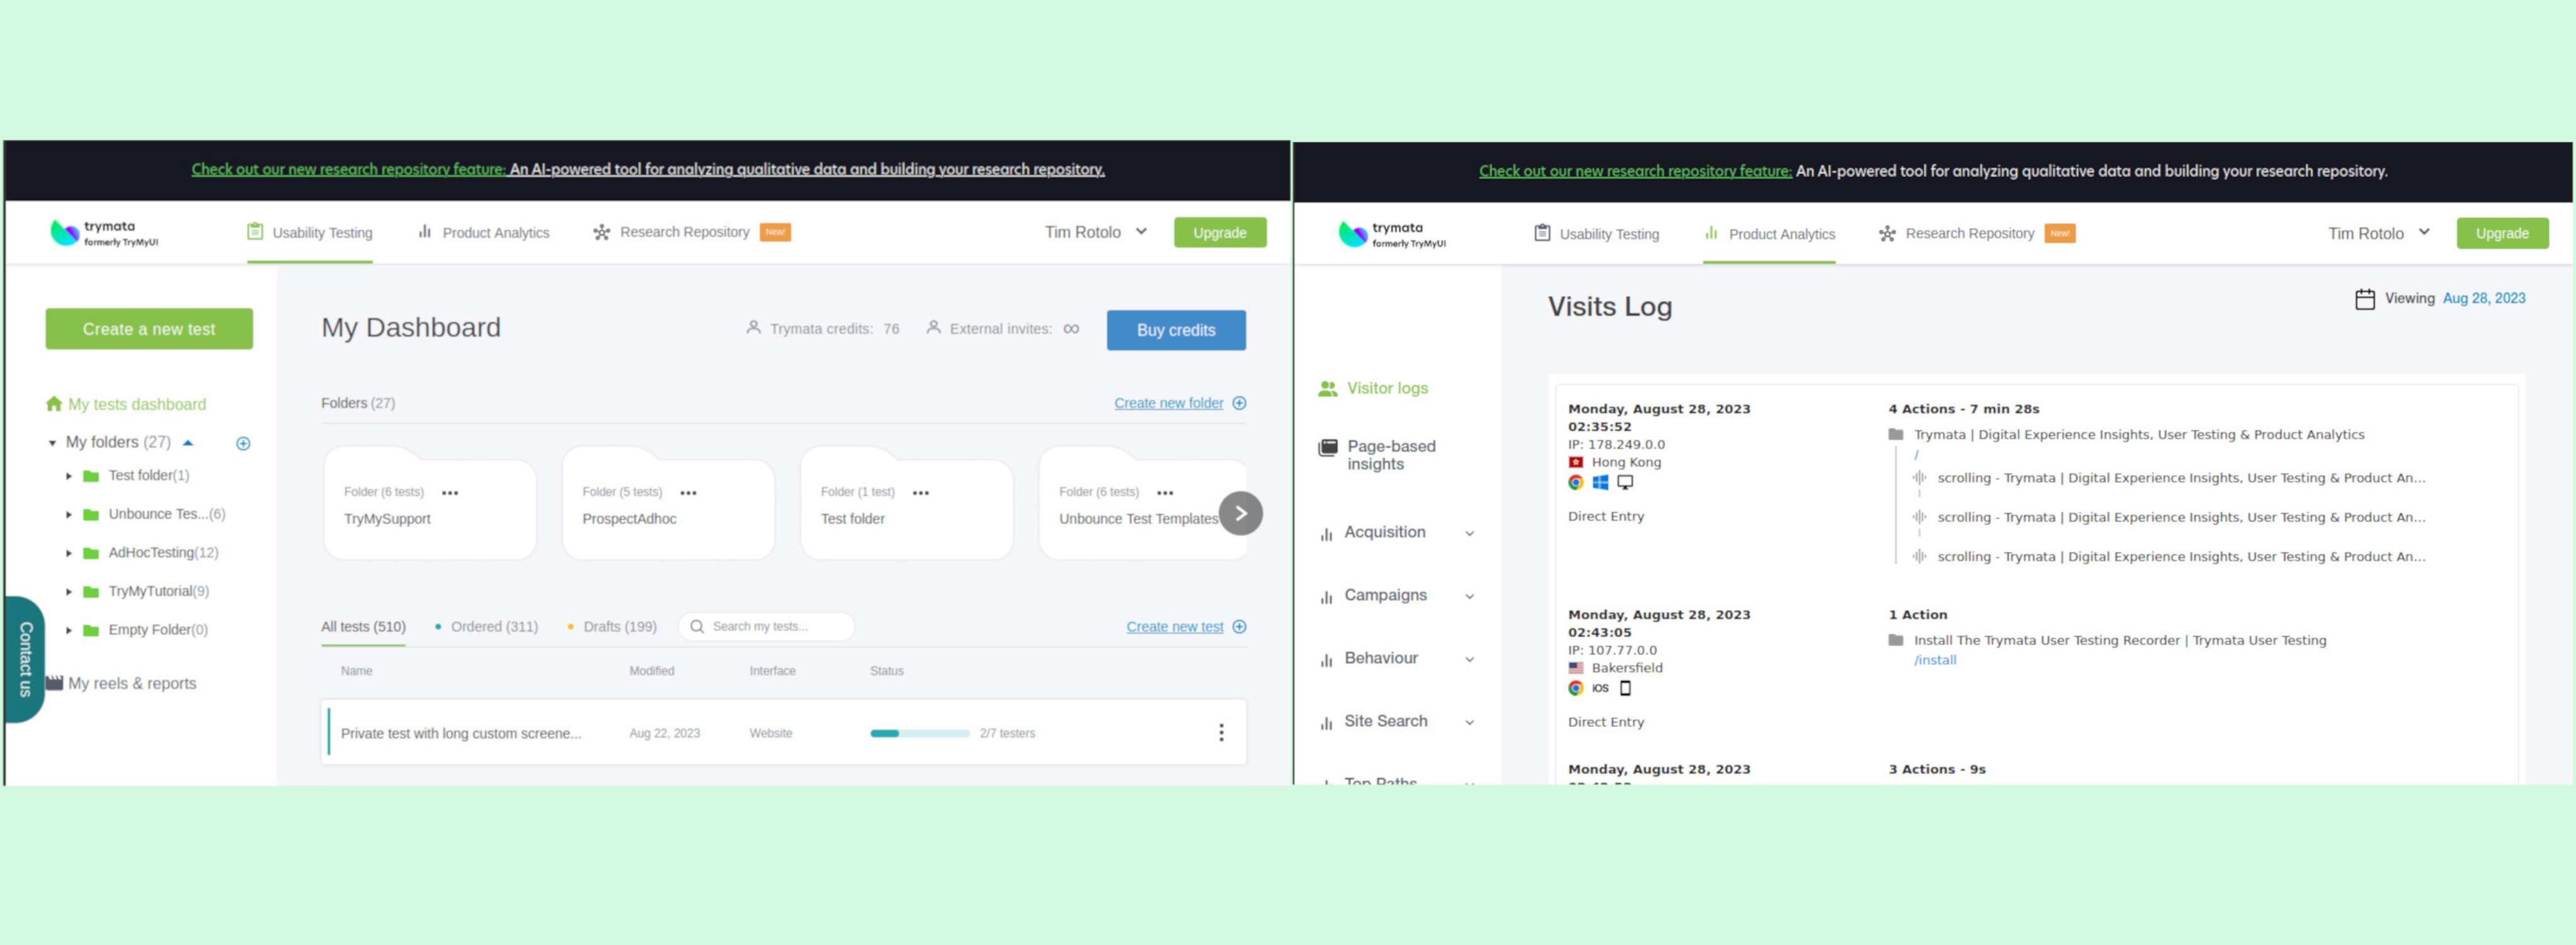 Check out our new research repository feature: An AI-powered tool for analyzing qualitative data and building your research repository.
trymata
formerly TryMyUI
Usability Testing
Product Analytics
Research Repository
New!
Tim Rotolo
Upgrade
Create a new test
My tests dashboard
My folders (27)
Test folder(1)
Unbounce Tes...(6)
AdHocTesting(12)
TryMyTutorial(9)
Empty Folder(0)
My reels & reports
Contact us
My Dashboard
Trymata credits: 76
External invites: ∞
Buy credits
Folders (27)
Create new folder
Folder (6 tests)
TryMySupport
Folder (5 tests)
ProspectAdhoc
Folder (1 test)
Test folder
Folder (6 tests)
Unbounce Test Templates
All tests (510)
Ordered (311)
Drafts (199)
Search my tests...
Create new test
Name
Modified
Interface
Status
Private test with long custom screene...
Aug 22, 2023
Website
2/7 testers
Check out our new research repository feature: An AI-powered tool for analyzing qualitative data and building your research repository.
trymata
formerly TryMyUI
Usability Testing
Product Analytics
Research Repository
New!
Tim Rotolo
Upgrade
Visitor logs
Page-based
insights
Acquisition
Campaigns
Behaviour
Site Search
Top Paths
Visits Log
Viewing Aug 28, 2023
Monday, August 28, 2023
02:35:52
IP: 178.249.0.0
Hong Kong
Direct Entry
4 Actions - 7 min 28s
Trymata | Digital Experience Insights, User Testing & Product Analytics
/
scrolling - Trymata | Digital Experience Insights, User Testing & Product An...
scrolling - Trymata | Digital Experience Insights, User Testing & Product An...
scrolling - Trymata | Digital Experience Insights, User Testing & Product An...
Monday, August 28, 2023
02:43:05
IP: 107.77.0.0
Bakersfield
iOS
Direct Entry
1 Action
Install The Trymata User Testing Recorder | Trymata User Testing
/install
Monday, August 28, 2023
3 Actions - 9s